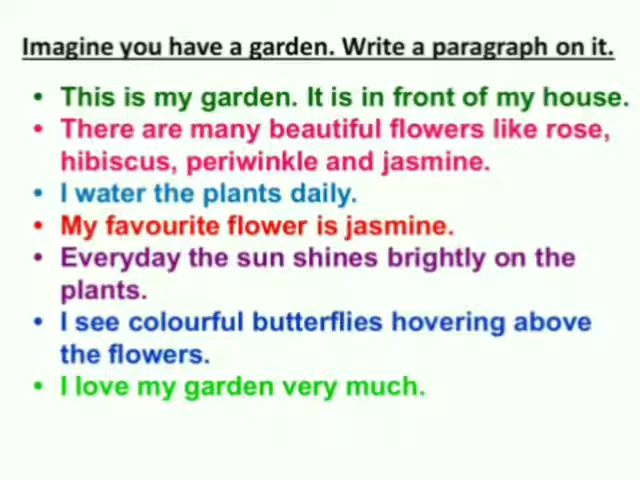 Imagine you have a garden. Write a paragraph on it.
• This is my garden. It is in front of my house.
• There are many beautiful flowers like rose,
hibiscus, periwinkle and jasmine.
• I water the plants daily.
• My favourite flower is jasmine.
• Everyday the sun shines brightly on the
plants.
• I see colourful butterflies hovering above
the flowers.
• I love my garden very much.